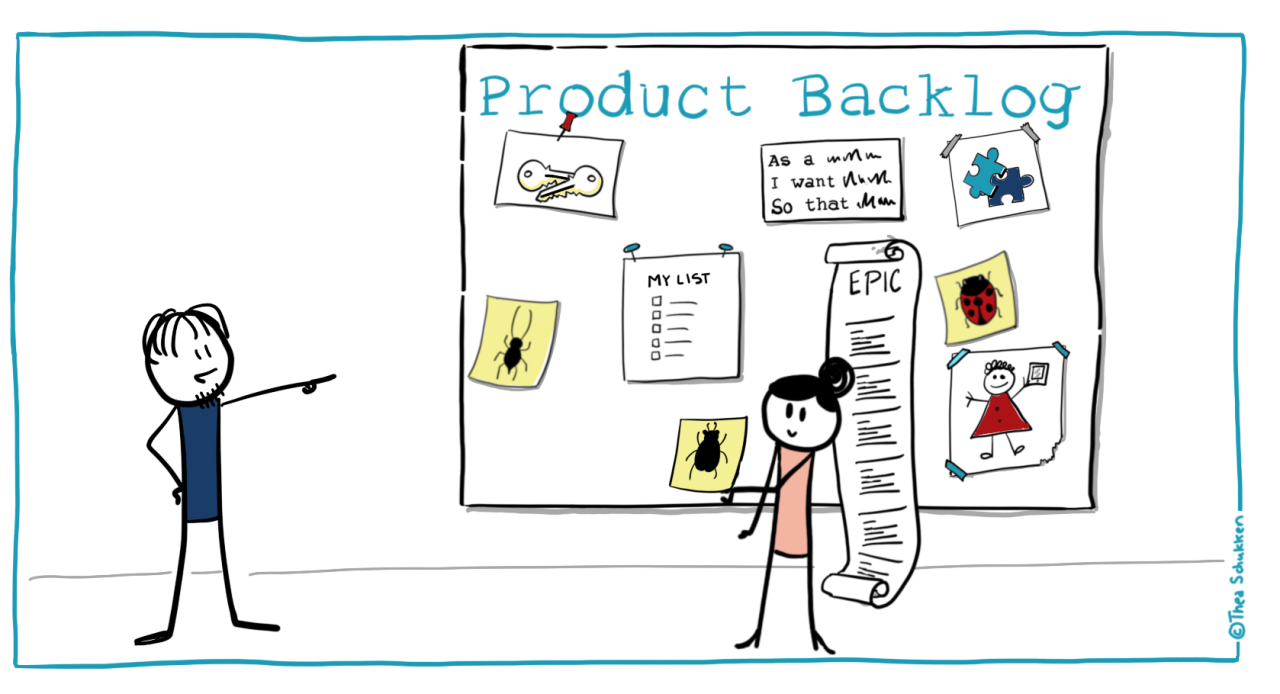 Product Backlog
As a
I want
So that
MY LIST
EPIC
©Thea Schukken